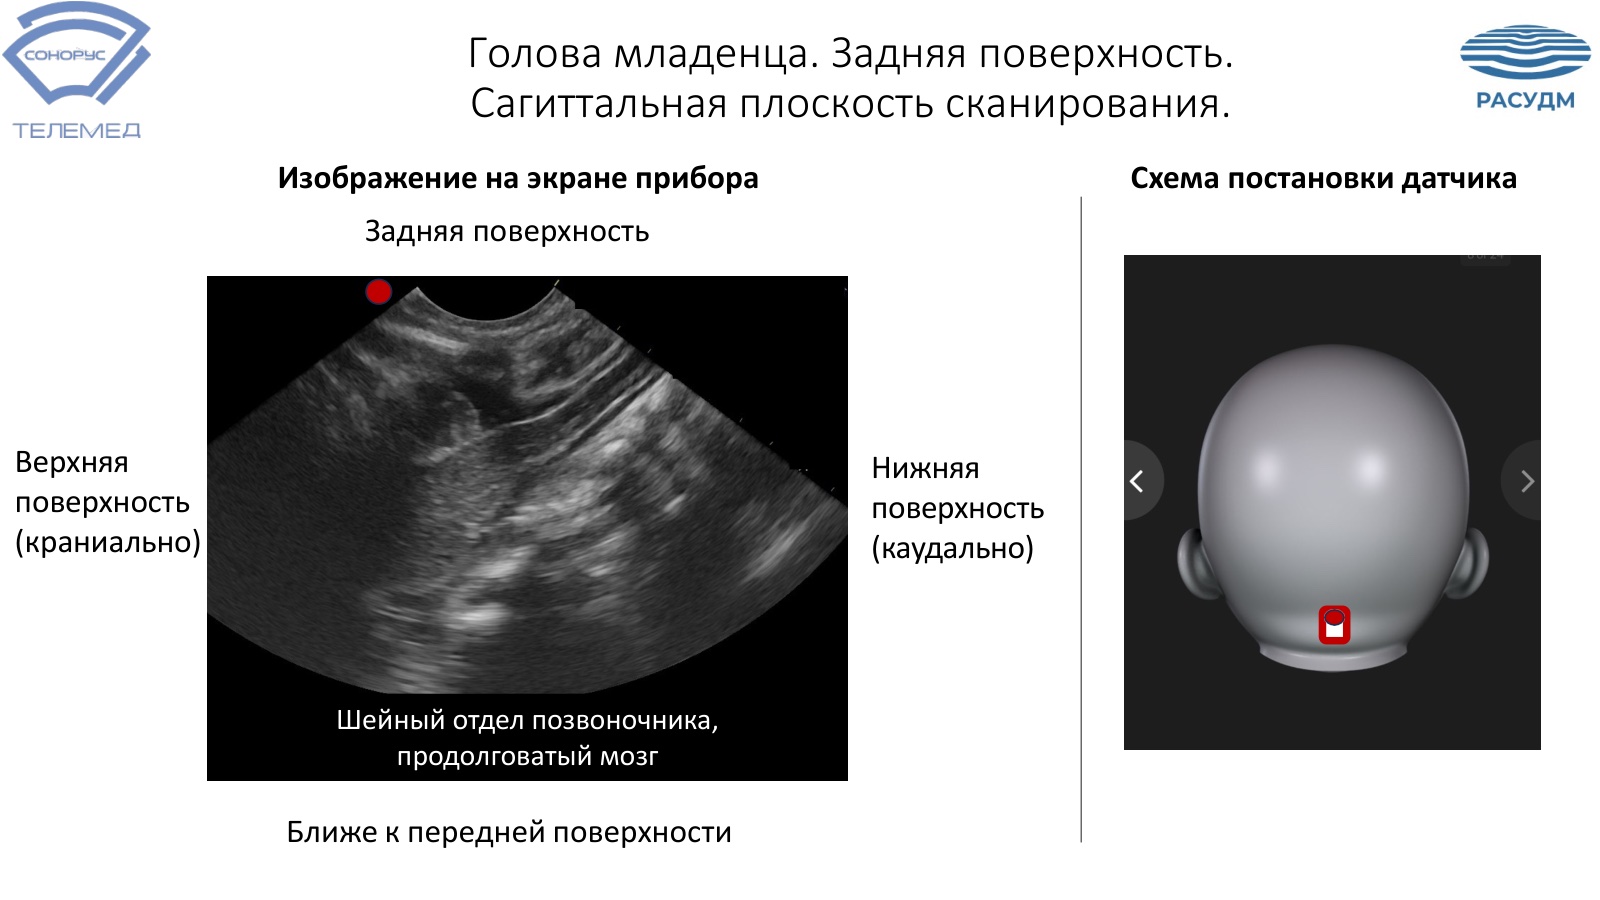 СОНОРУС
ТЕЛЕМЕД
Голова младенца. Задняя поверхность.
Сагиттальная плоскость сканирования.
РАСУДМ
Изображение на экране прибора
Схема постановки датчика
Задняя поверхность
Верхняя
поверхность
(краниально)
Нижняя
поверхность
(каудально)
Шейный отдел позвоночника,
продолговатый мозг
Ближе к передней поверхности